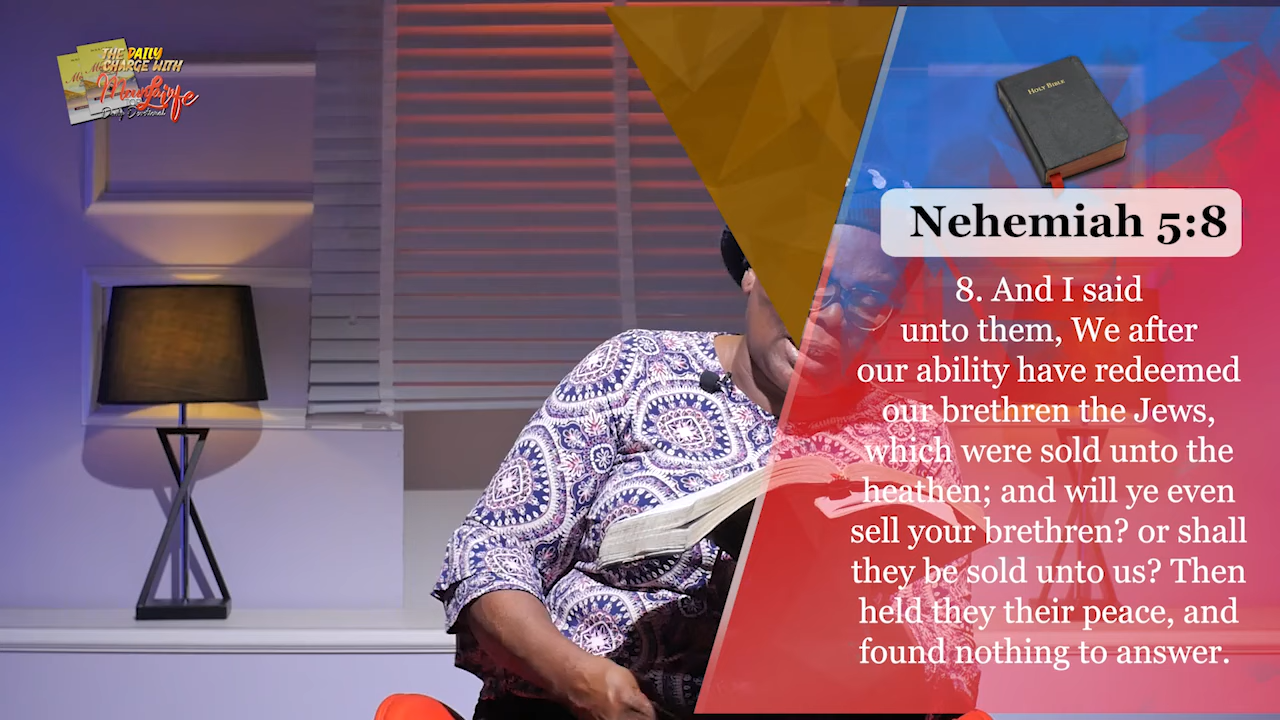 THE DAILY
CHARGE WITH
Mountain
Life
Daily Devotional
HOLY BIBLE
Nehemiah 5:8
8. And I said
unto them, We after
our ability have redeemed
our brethren the Jews,
which were sold unto the
heathen; and will ye even
sell your brethren? or shall
they be sold unto us? Then
held they their peace, and
found nothing to answer.